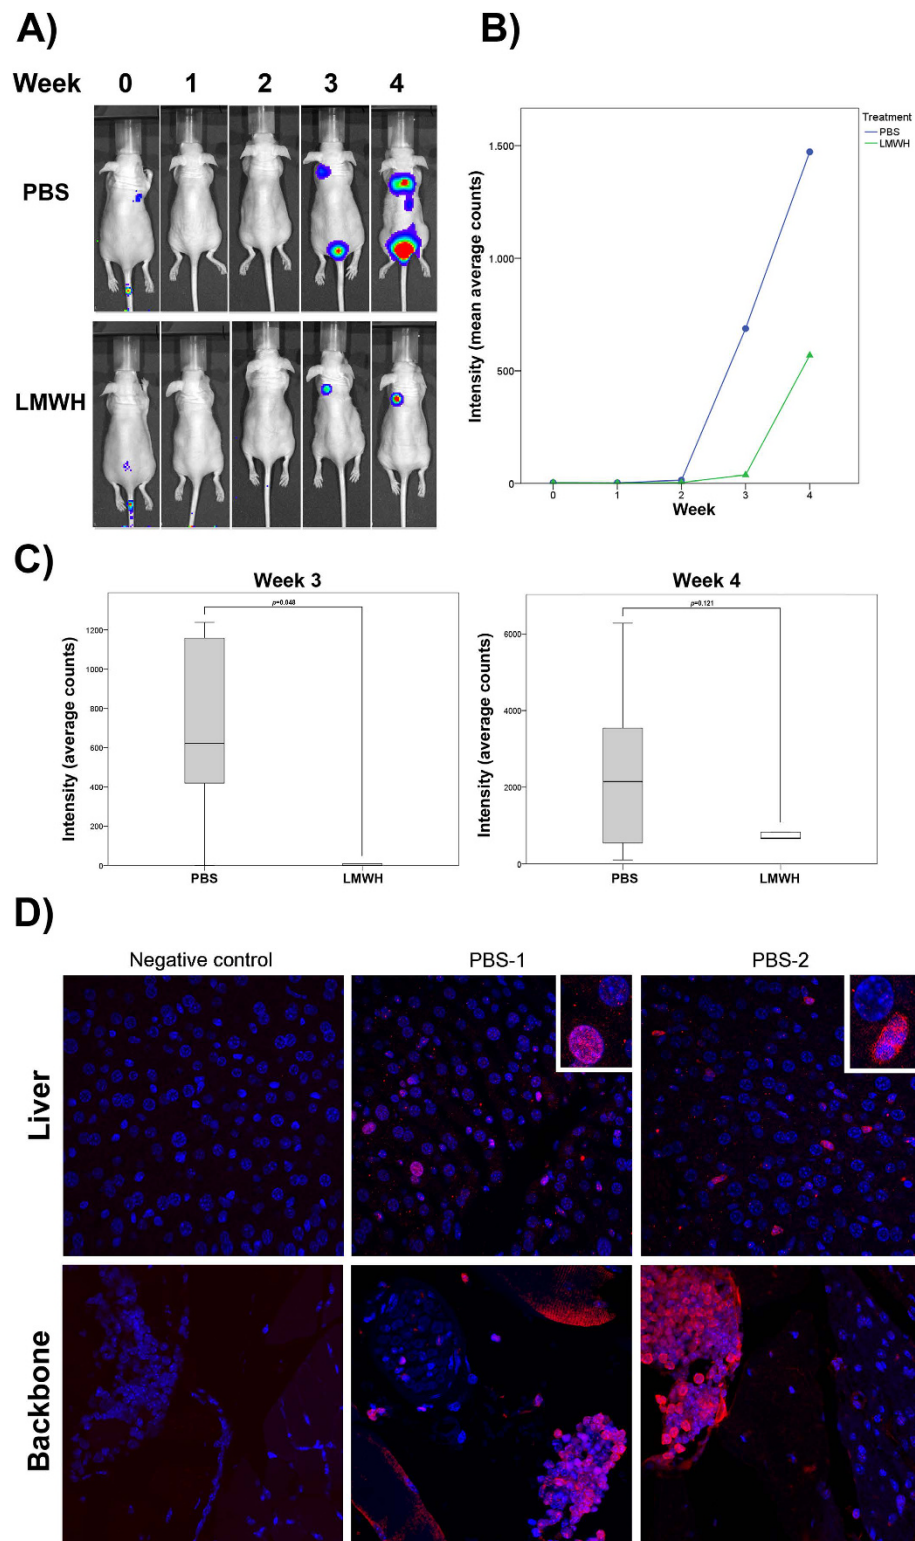 A)
Week 0 1 2 3 4
PBS
LMWH
B)
Treatment
PBS
LMWH
1.500
1.000
500
0
0 1 2 3 4
Week
Intensity (mean average counts)
C)
Week 3
p=0.048
1200
1000
800
600
400
200
0
PBS LMWH
Intensity (average counts)
Week 4
p=0.121
6000
4000
2000
0
PBS LMWH
Intensity (average counts)
D)
Negative control PBS-1 PBS-2
Liver
Backbone